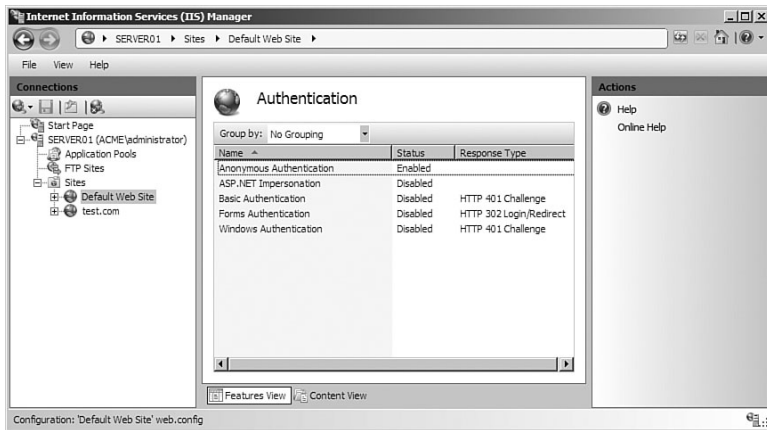 Internet Information Services (IIS) Manager
SERVER01 Sites Default Web Site
File View Help
Connections
Start Page
SERVER01 (ACME\administrator)
Application Pools
FTP Sites
Sites
Default Web Site
test.com
Authentication
Group by: No Grouping
Name Status Response Type
Anonymous Authentication Enabled
ASP.NET Impersonation Disabled
Basic Authentication Disabled HTTP 401 Challenge
Forms Authentication Disabled HTTP 302 Login/Redirect
Windows Authentication Disabled HTTP 401 Challenge
Features View Content View
Actions
Help
Online Help
Configuration: 'Default Web Site' web.config